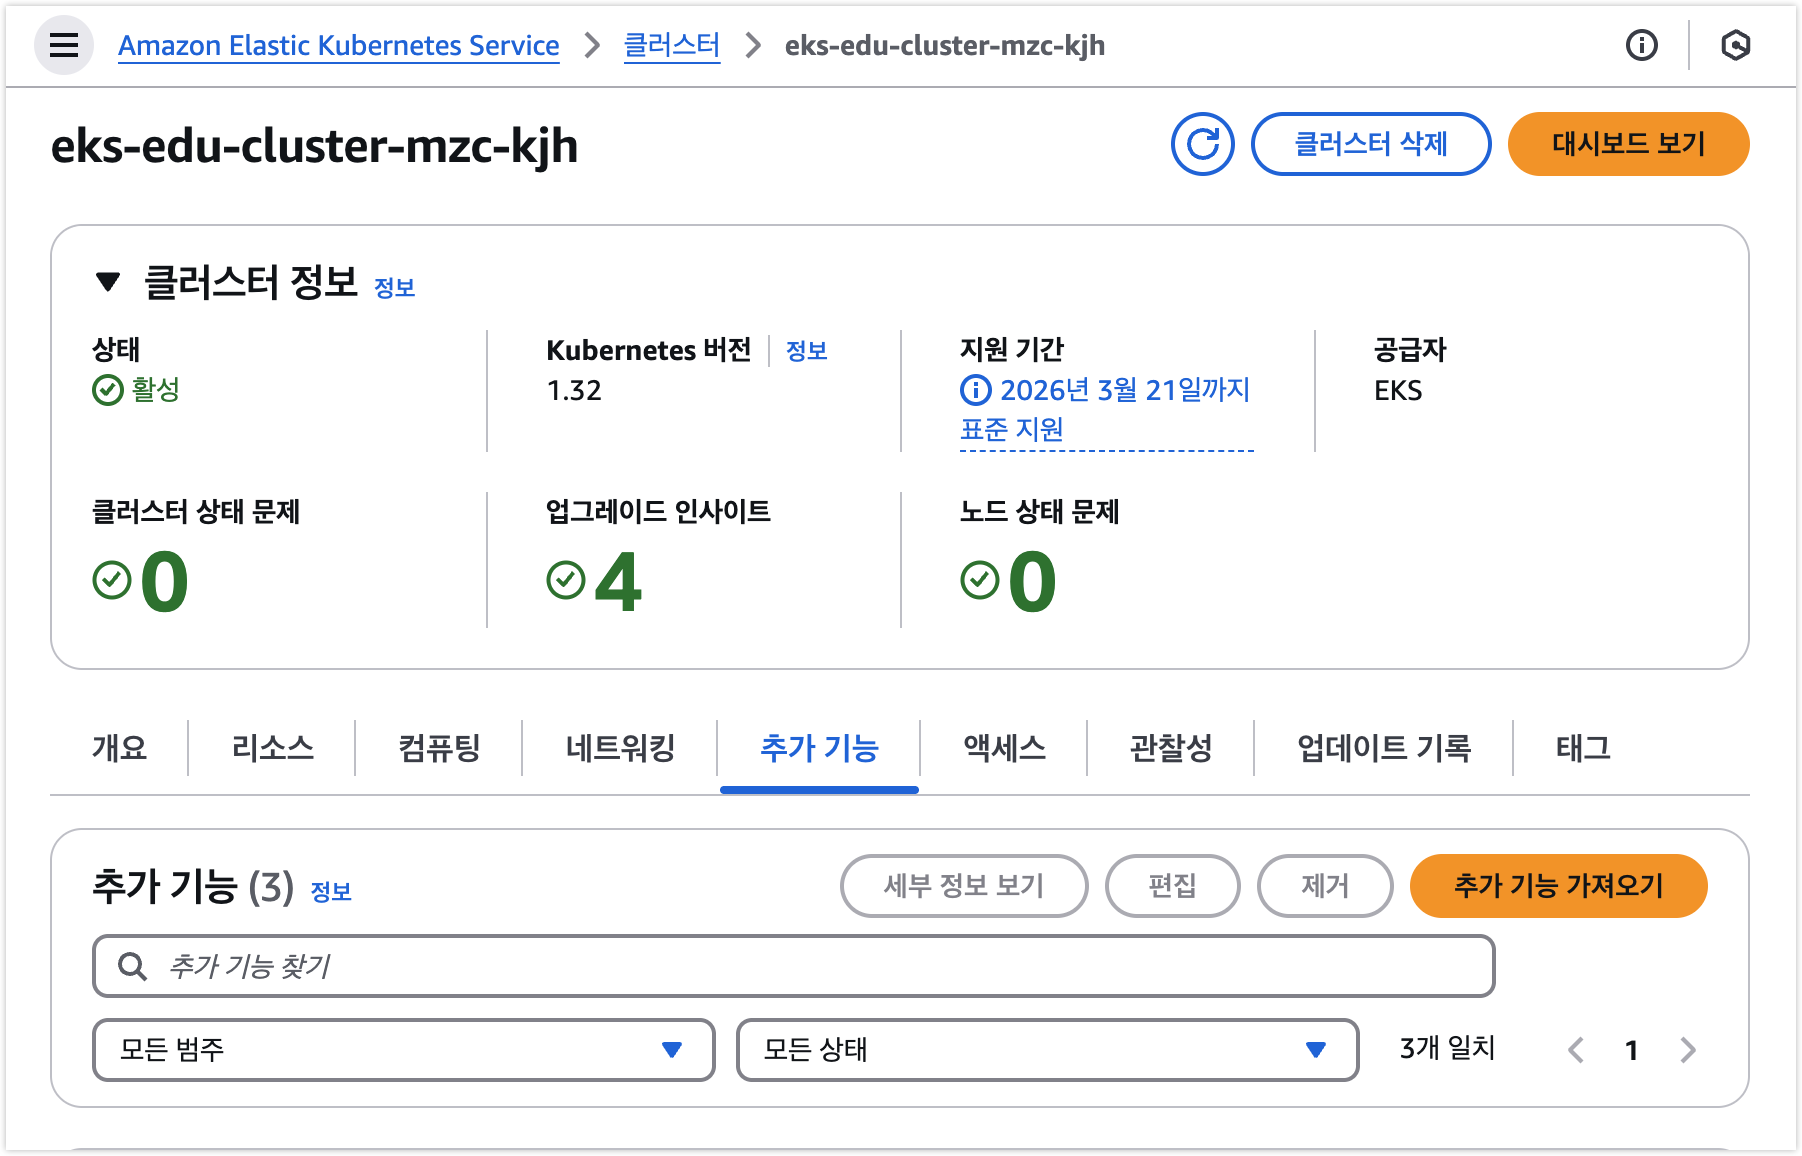 Amazon Elastic Kubernetes Service > 클러스터 > eks-edu-cluster-mzc-kjh
eks-edu-cluster-mzc-kjh
클러스터 삭제
대시보드 보기
클러스터 정보 정보
상태
활성
Kubernetes 버전 정보
1.32
지원 기간
2026년 3월 21일까지
표준 지원
공급자
EKS
클러스터 상태 문제
0
업그레이드 인사이트
4
노드 상태 문제
0
개요 리소스 컴퓨팅 네트워킹 추가 기능 액세스 관찰성 업데이트 기록 태그
추가 기능 (3) 정보
세부 정보 보기
편집
제거
추가 기능 가져오기
추가 기능 찾기
모든 범주
모든 상태
3개 일치
1